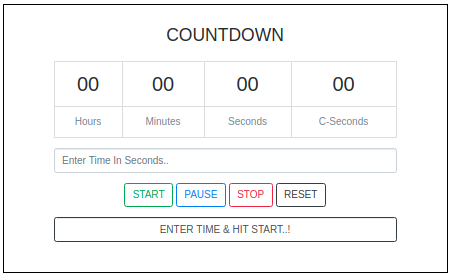 COUNTDOWN
00 00 00 00
Hours Minutes Seconds C-Seconds
Enter Time In Seconds..
START PAUSE STOP RESET
ENTER TIME & HIT START..!